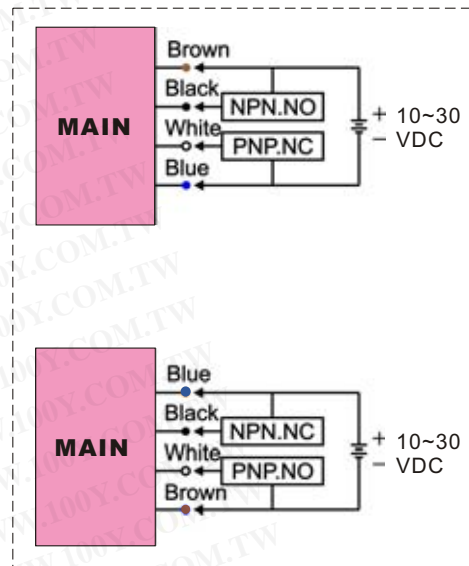 Brown
Black
NPN.NO
MAIN
White
PNP.NC
Blue
+ 10~30
− VDC
Blue
Black
NPN.NC
MAIN
White
PNP.NO
Brown
+ 10~30
− VDC